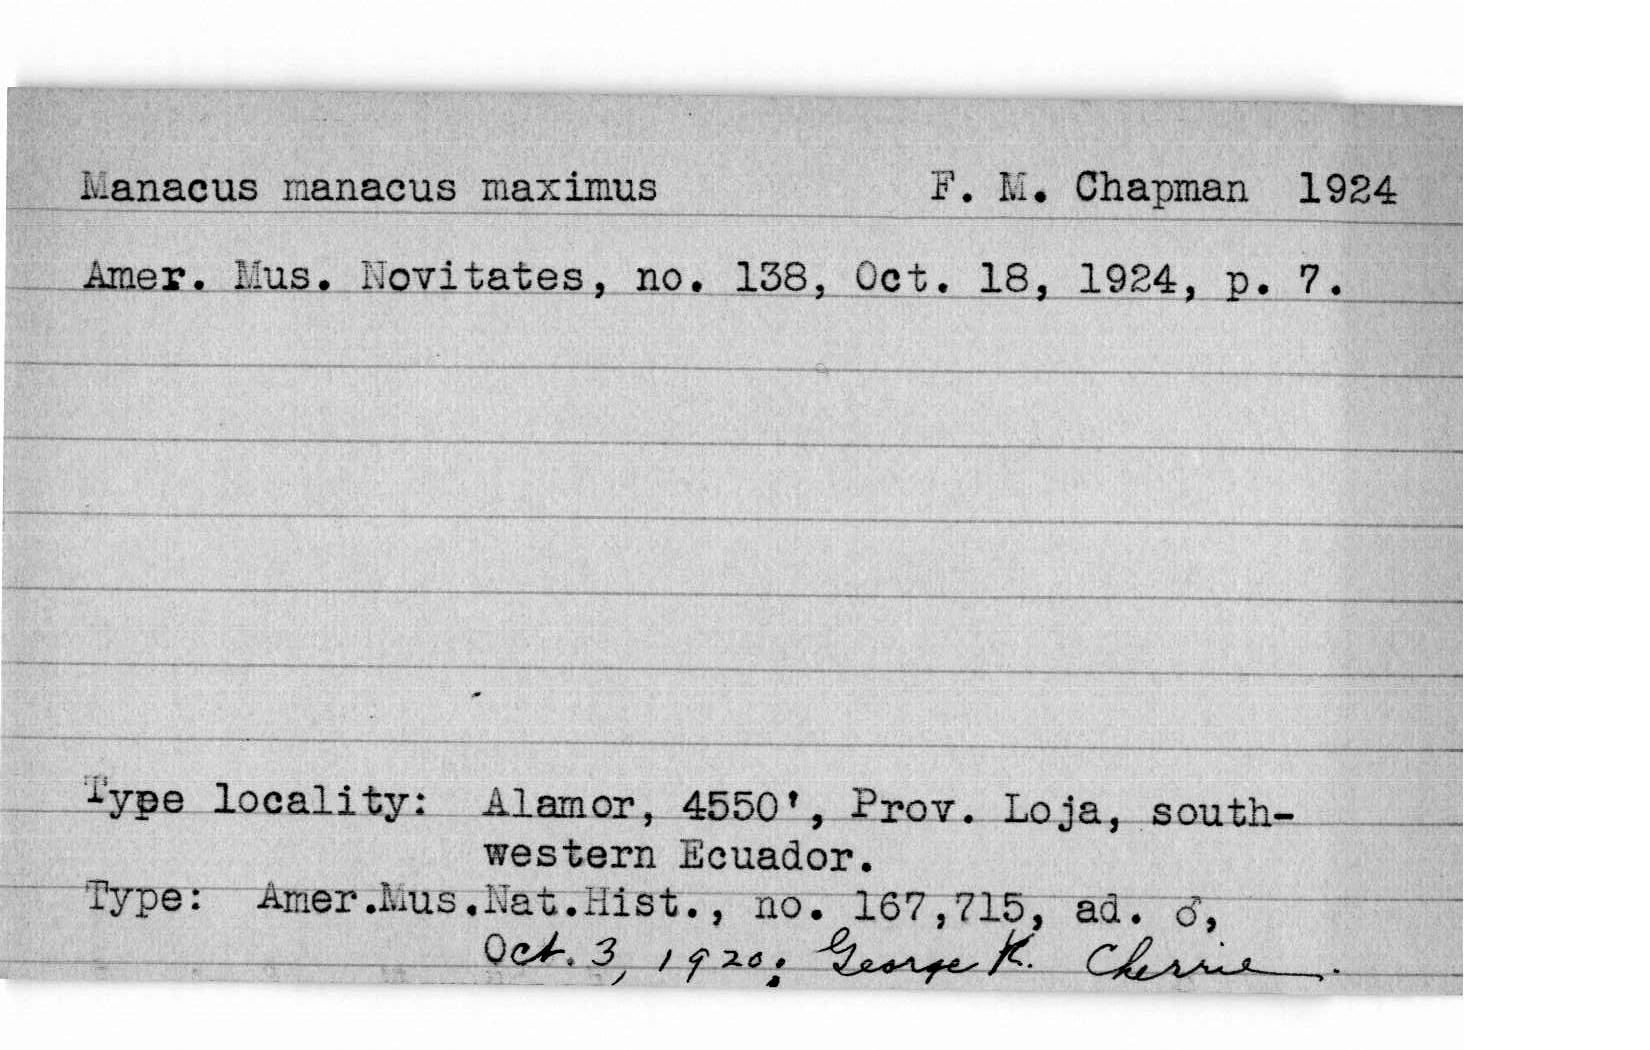 Manacus manacus maximus F. M. Chapman 1924
Amer. Mus. Novitates, no. 138, Oct. 18, 1924, p. 7.
Type locality: Alamor, 4550', Prov. Loja, south-
western Ecuador.
Type: Amer.Mus.Nat.Hist., no. 167,715, ad. ♂,
Oct. 3, 1920; George K. Cherrie.